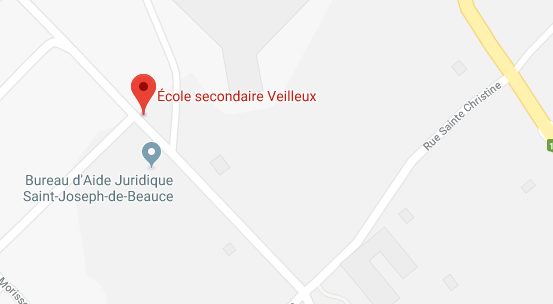 École secondaire Veilleux
Rue Sainte Christine
Bureau d'Aide Juridique
Saint-Joseph-de-Beauce